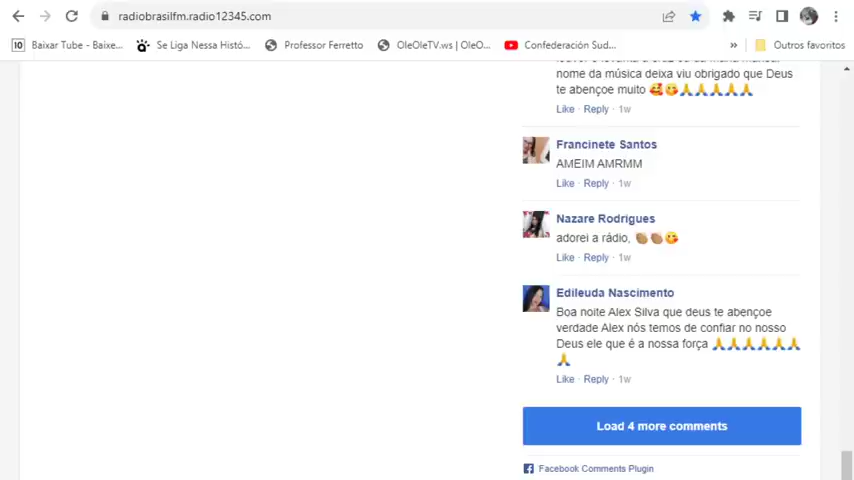 radiobrasilfm.radio12345.com
10 Baixar Tube - Baixe... Se Liga Nessa Histó... Professor Ferretto OleOleTV.ws | OleO... Confederación Sud... » Outros favoritos
nome da música deixa viu obrigado que Deus
te abençoe muito 🥰😘🙏🙏🙏🙏🙏
Like · Reply · 1w
Francinete Santos
AMEIM AMRMM
Like · Reply · 1w
Nazare Rodrigues
adorei a rádio, 👏🏽👏🏽😘
Like · Reply · 1w
Edileuda Nascimento
Boa noite Alex Silva que deus te abençoe
verdade Alex nós temos de confiar no nosso
Deus ele que é a nossa força 🙏🙏🙏🙏🙏🙏
🙏
Like · Reply · 1w
Load 4 more comments
Facebook Comments Plugin